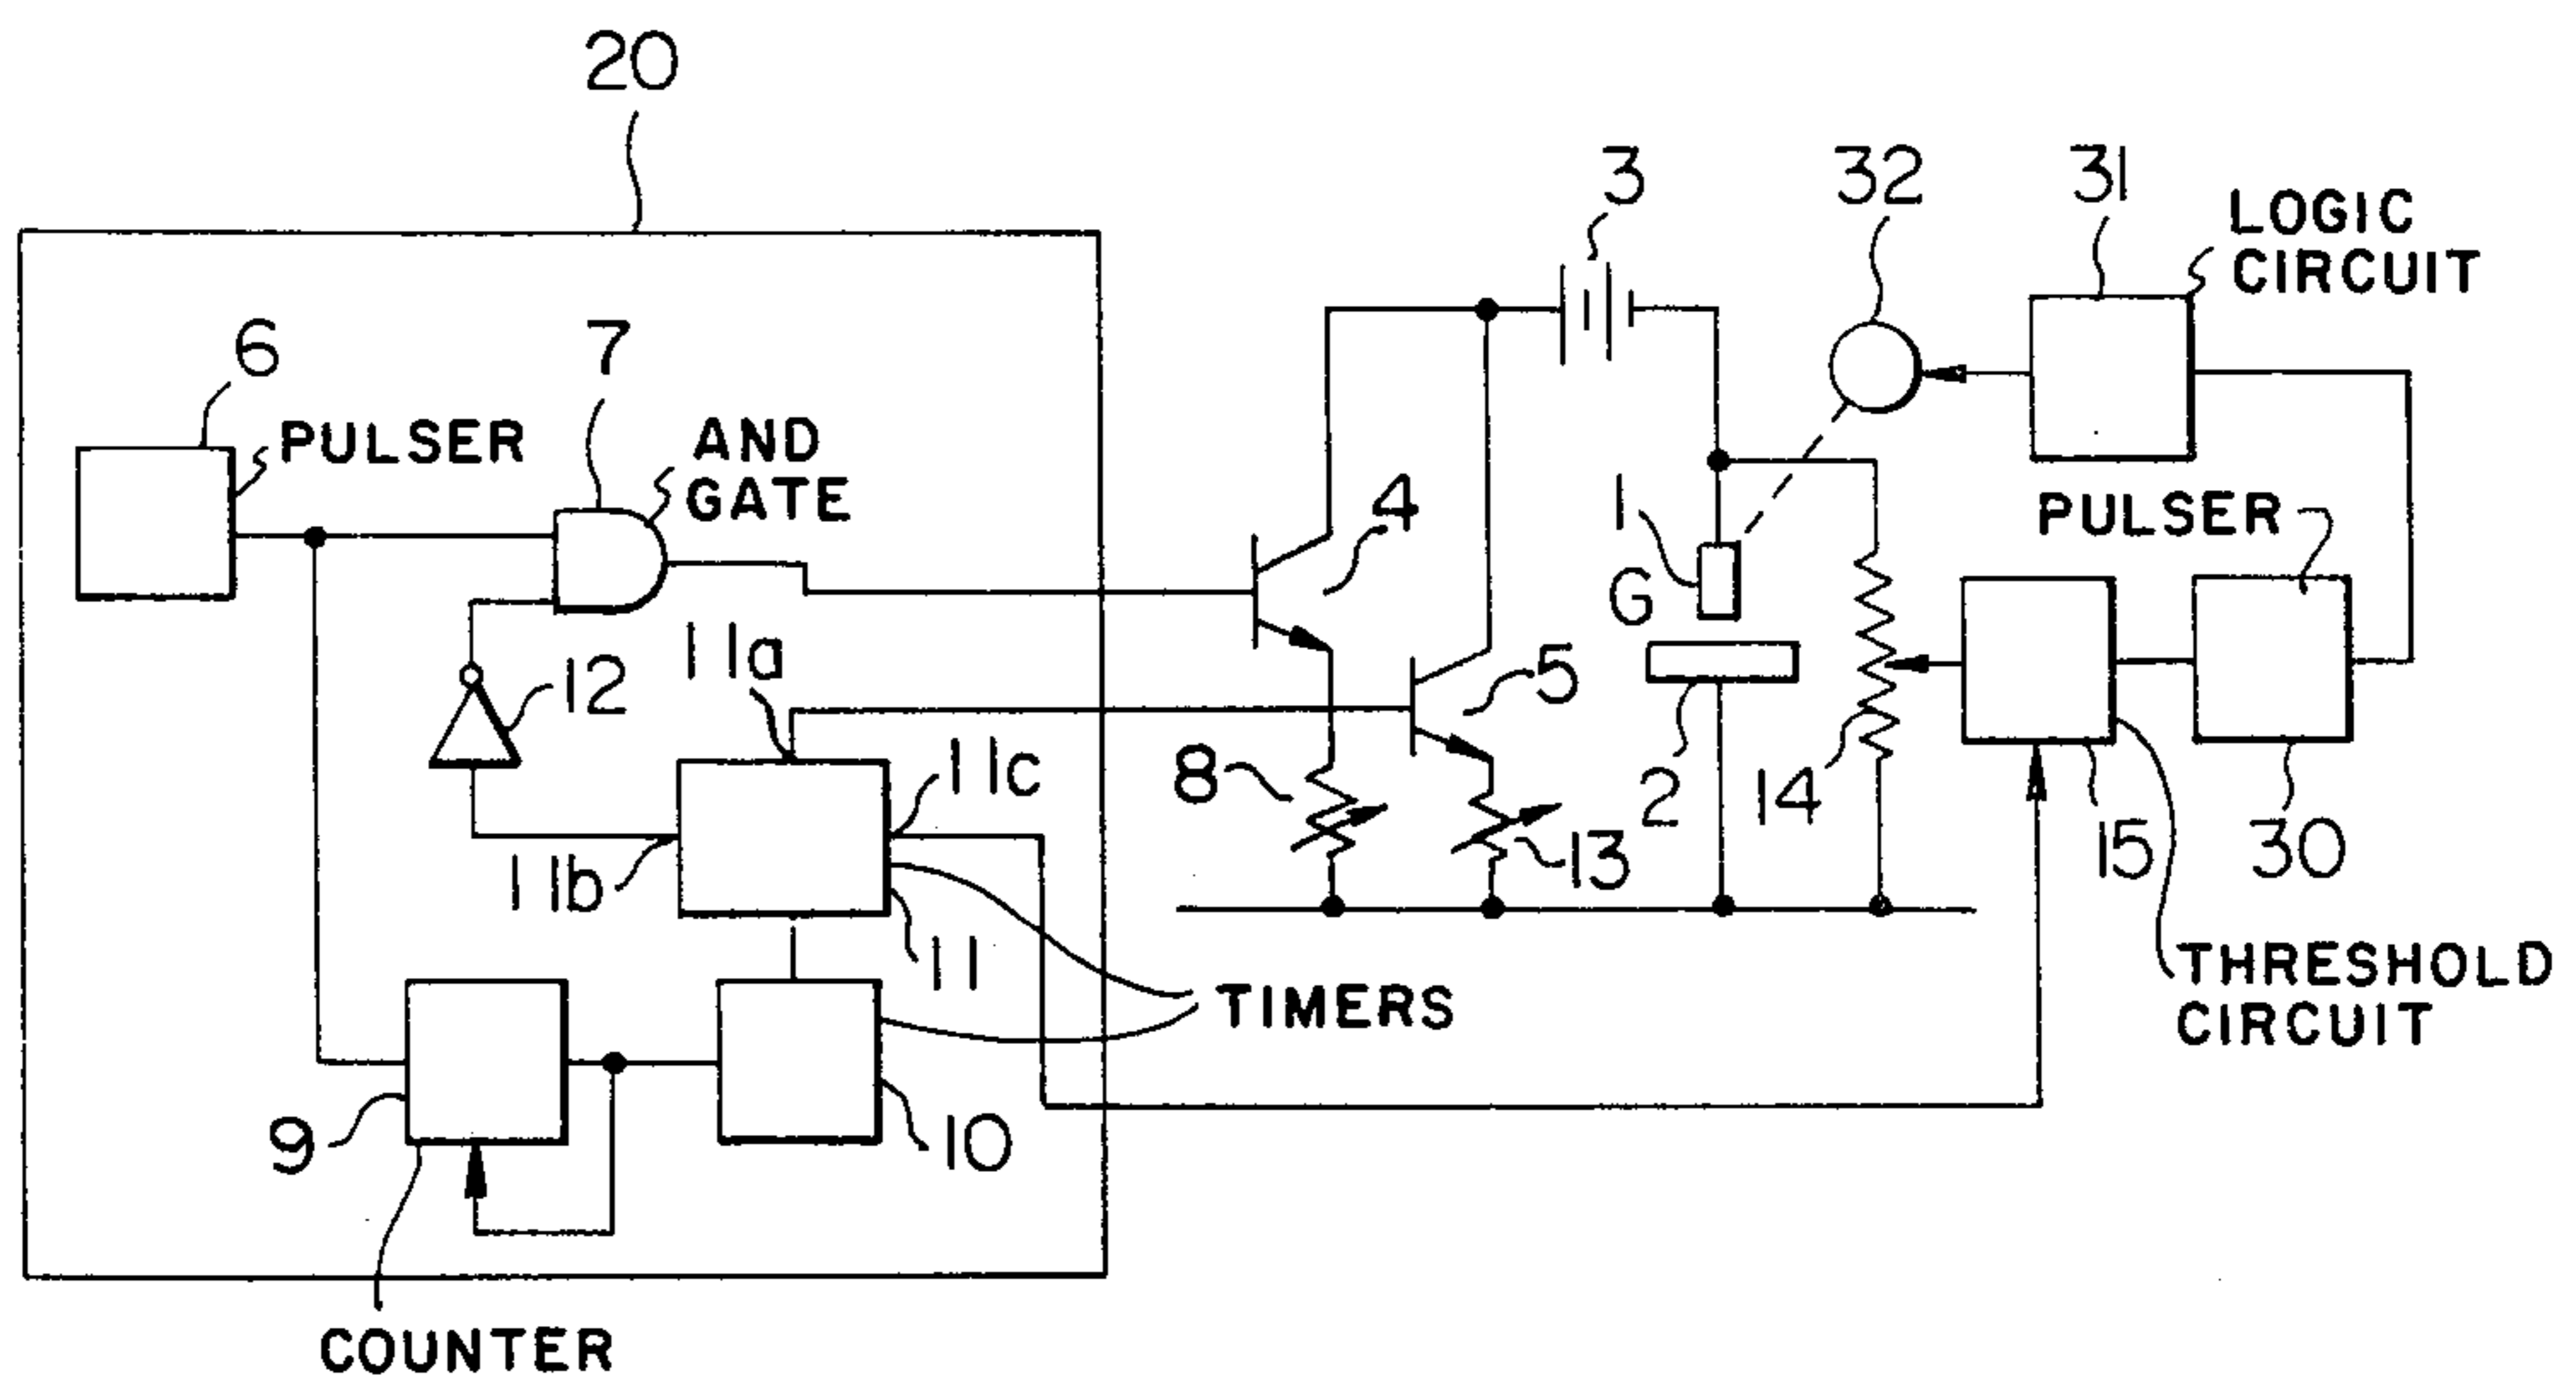 20
3
32
31
LOGIC
CIRCUIT
6
7
PULSER
AND
GATE
4
1
G
PULSER
12
11a
5
8
11c
2
14
13
15
30
11b
11
TIMERS
THRESHOLD
CIRCUIT
9
10
COUNTER